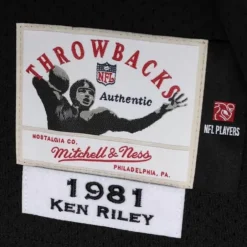 THROWBACKS
NFL
Authentic
NFL PLAYERS
NOSTALGIA CO.
Mitchell & Ness
PHILADELPHIA, PA.
1981
KEN RILEY